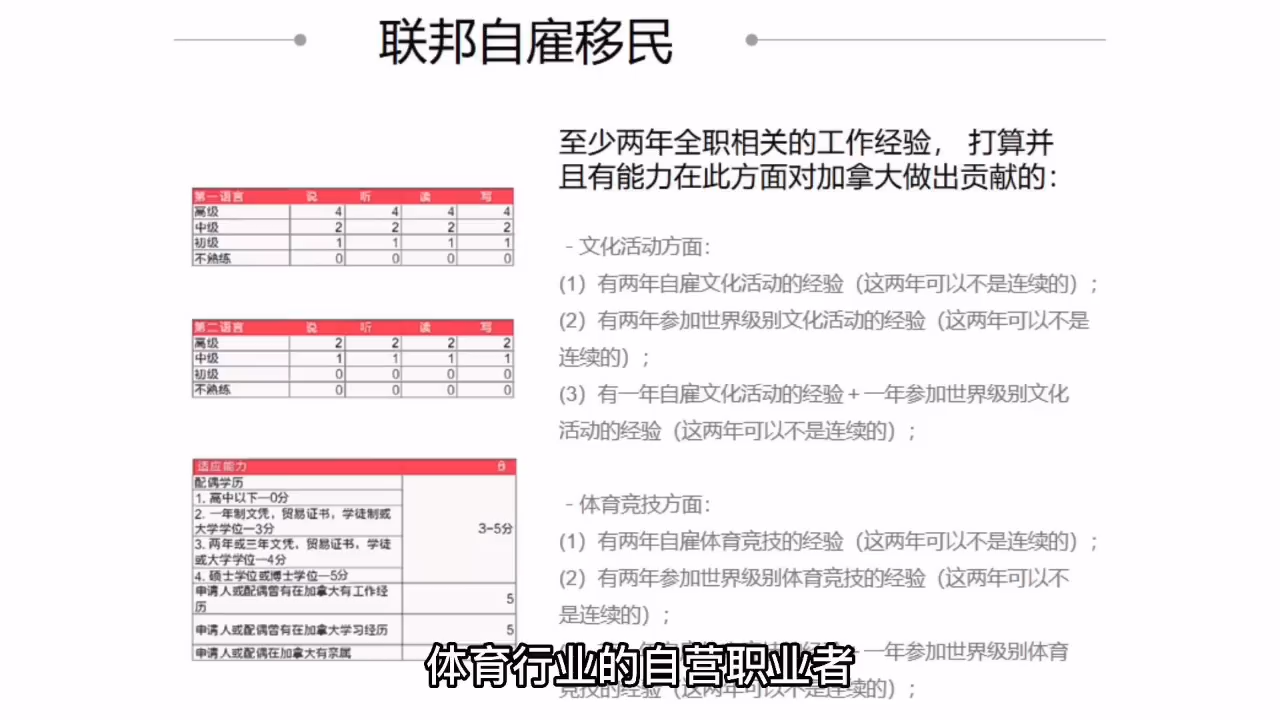 联邦自雇移民
至少两年全职相关的工作经验， 打算并
且有能力在此方面对加拿大做出贡献的：
第一语言 说 听 读 写
高级 4 4 4 4
中级 2 2 2 2
初级 1 1 1 1
不熟练 0 0 0 0
第二语言 说 听 读 写
高级 2 2 2 2
中级 1 1 1 1
初级 0 0 0 0
不熟练 0 0 0 0
适应能力 6
配偶学历
1. 高中以下—0分
2. 一年制文凭，贸易证书，学徒制或
大学学位—3分
3. 两年或三年文凭，贸易证书，学徒
或大学学位—4分
4. 硕士学位或博士学位—5分
3-5分
申请人或配偶曾有在加拿大有工作经
历 5
申请人或配偶曾有在加拿大学习经历 5
申请人或配偶在加拿大有亲属
－文化活动方面：
(1）有两年自雇文化活动的经验（这两年可以不是连续的）；
(2）有两年参加世界级别文化活动的经验（这两年可以不是
连续的）；
(3）有一年自雇文化活动的经验＋一年参加世界级别文化
活动的经验（这两年可以不是连续的）；
－体育竞技方面：
(1）有两年自雇体育竞技的经验（这两年可以不是连续的）；
(2）有两年参加世界级别体育竞技的经验（这两年可以不
是连续的）；
一年参加世界级别体育
竞技的经验（这两年可以不是连续的）；
体育行业的自营职业者